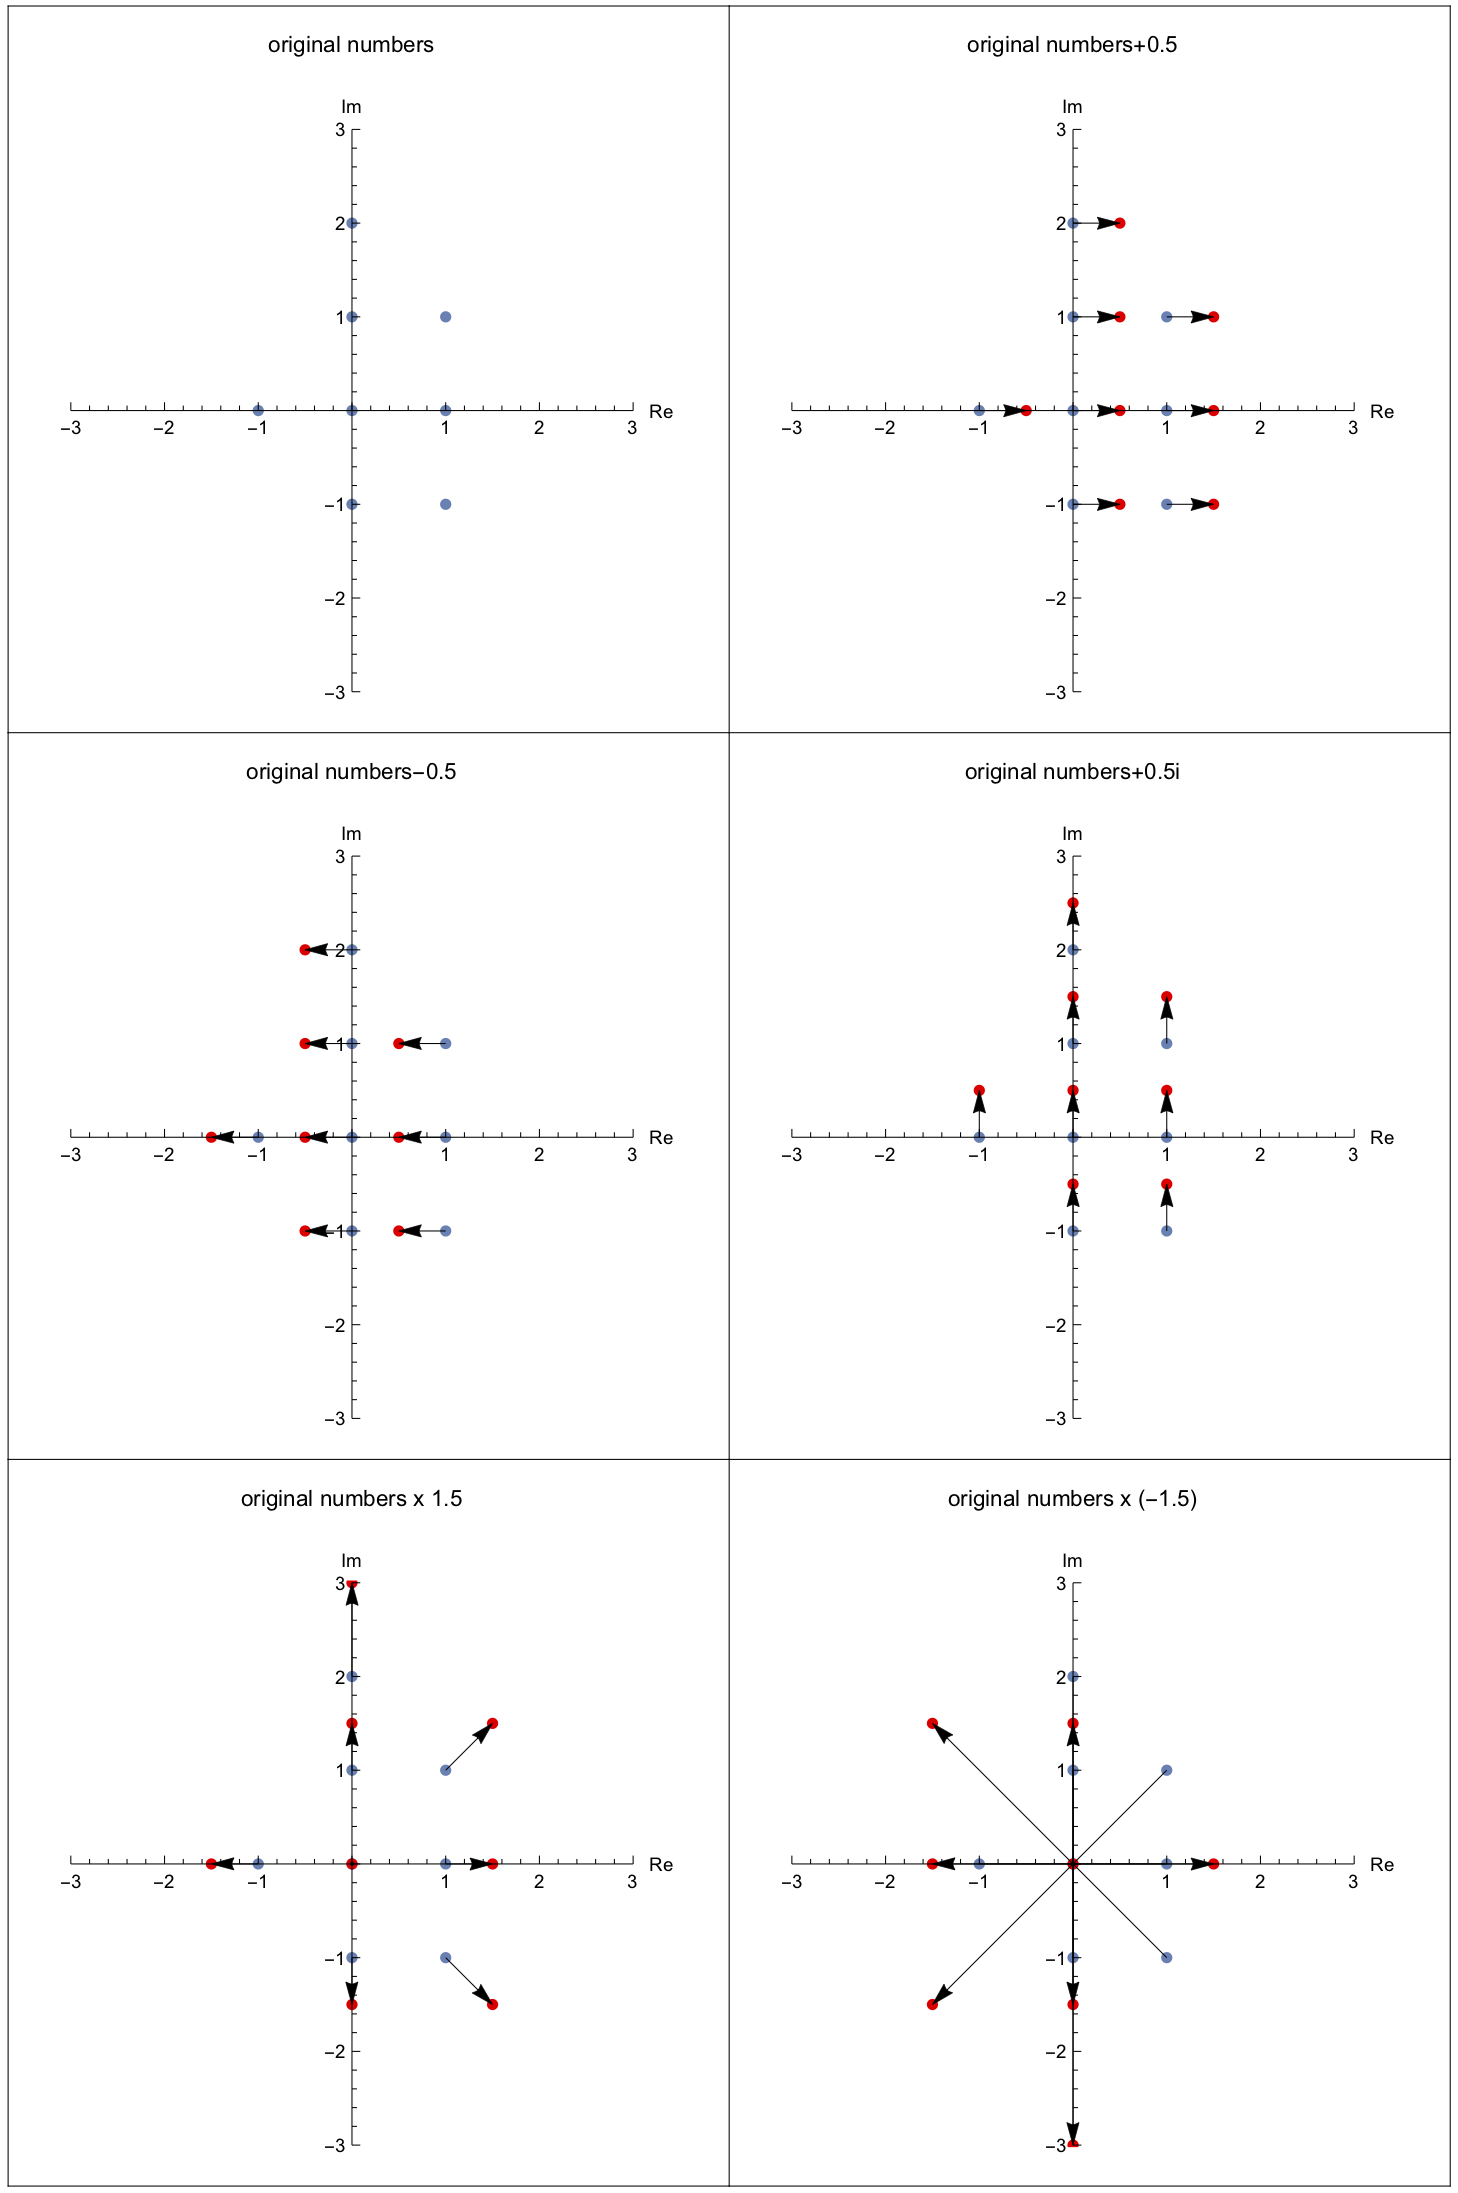 original numbers
Im
3
2
1
−3 −2 −1 1 2 3 Re
−1
−2
−3
original numbers+0.5
Im
3
2
1
−3 −2 −1 1 2 3 Re
−1
−2
−3
original numbers−0.5
Im
3
2
1
−3 −2 −1 1 2 3 Re
−1
−2
−3
original numbers+0.5i
Im
3
2
1
−3 −2 −1 1 2 3 Re
−1
−2
−3
original numbers x 1.5
Im
3
2
1
−3 −2 −1 1 2 3 Re
−1
−2
−3
original numbers x (−1.5)
Im
3
2
1
−3 −2 −1 1 2 3 Re
−1
−2
−3